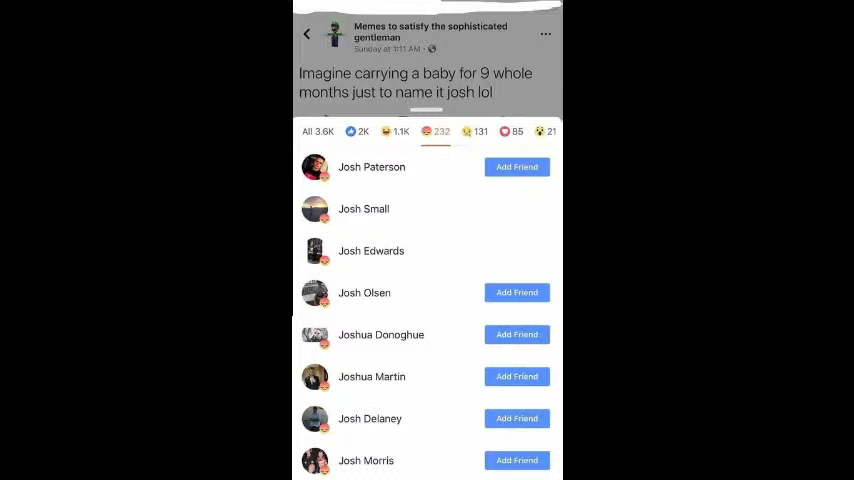 Memes to satisfy the sophisticated
gentleman
Sunday at 1:11 AM ·
Imagine carrying a baby for 9 whole
months just to name it josh lol
All 3.6K 2K 1.1K 232 131 85 21
Josh Paterson Add Friend
Josh Small
Josh Edwards
Josh Olsen Add Friend
Joshua Donoghue Add Friend
Joshua Martin Add Friend
Josh Delaney Add Friend
Josh Morris Add Friend